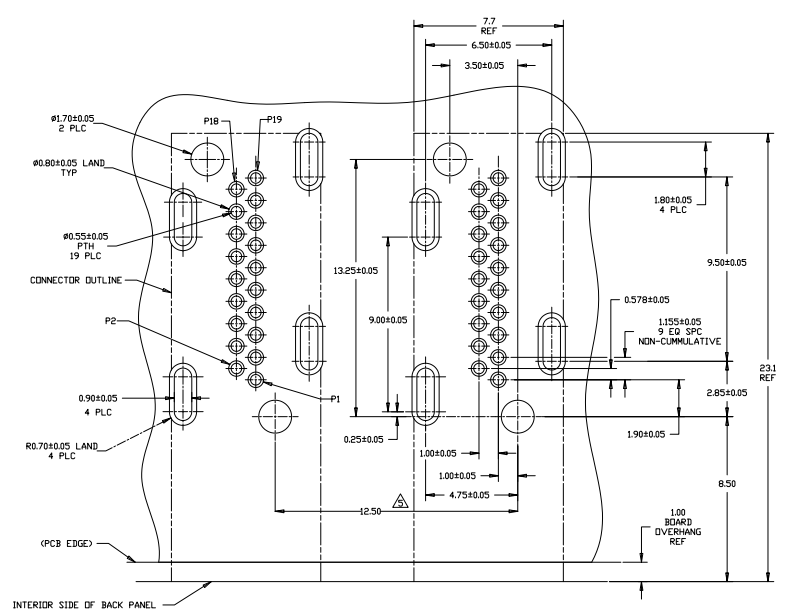 7.7
REF
6.50±0.05
3.50±0.05
ø1.70±0.05
2 PLC
P18
P19
ø0.80±0.05 LAND
TYP
1.80±0.05
4 PLC
ø0.55±0.05
PTH
19 PLC
CONNECTOR OUTLINE
13.25±0.05
9.50±0.05
9.00±0.05
0.578±0.05
P2
1.155±0.05
9 EQ SPC
NON-CUMMULATIVE
23.1
REF
0.90±0.05
4 PLC
P1
2.85±0.05
R0.70±0.05 LAND
4 PLC
0.25±0.05
1.90±0.05
1.00±0.05
1.00±0.05
4.75±0.05
8.50
5
12.50
1.00
BOARD
OVERHANG
REF
(PCB EDGE)
INTERIOR SIDE OF BACK PANEL